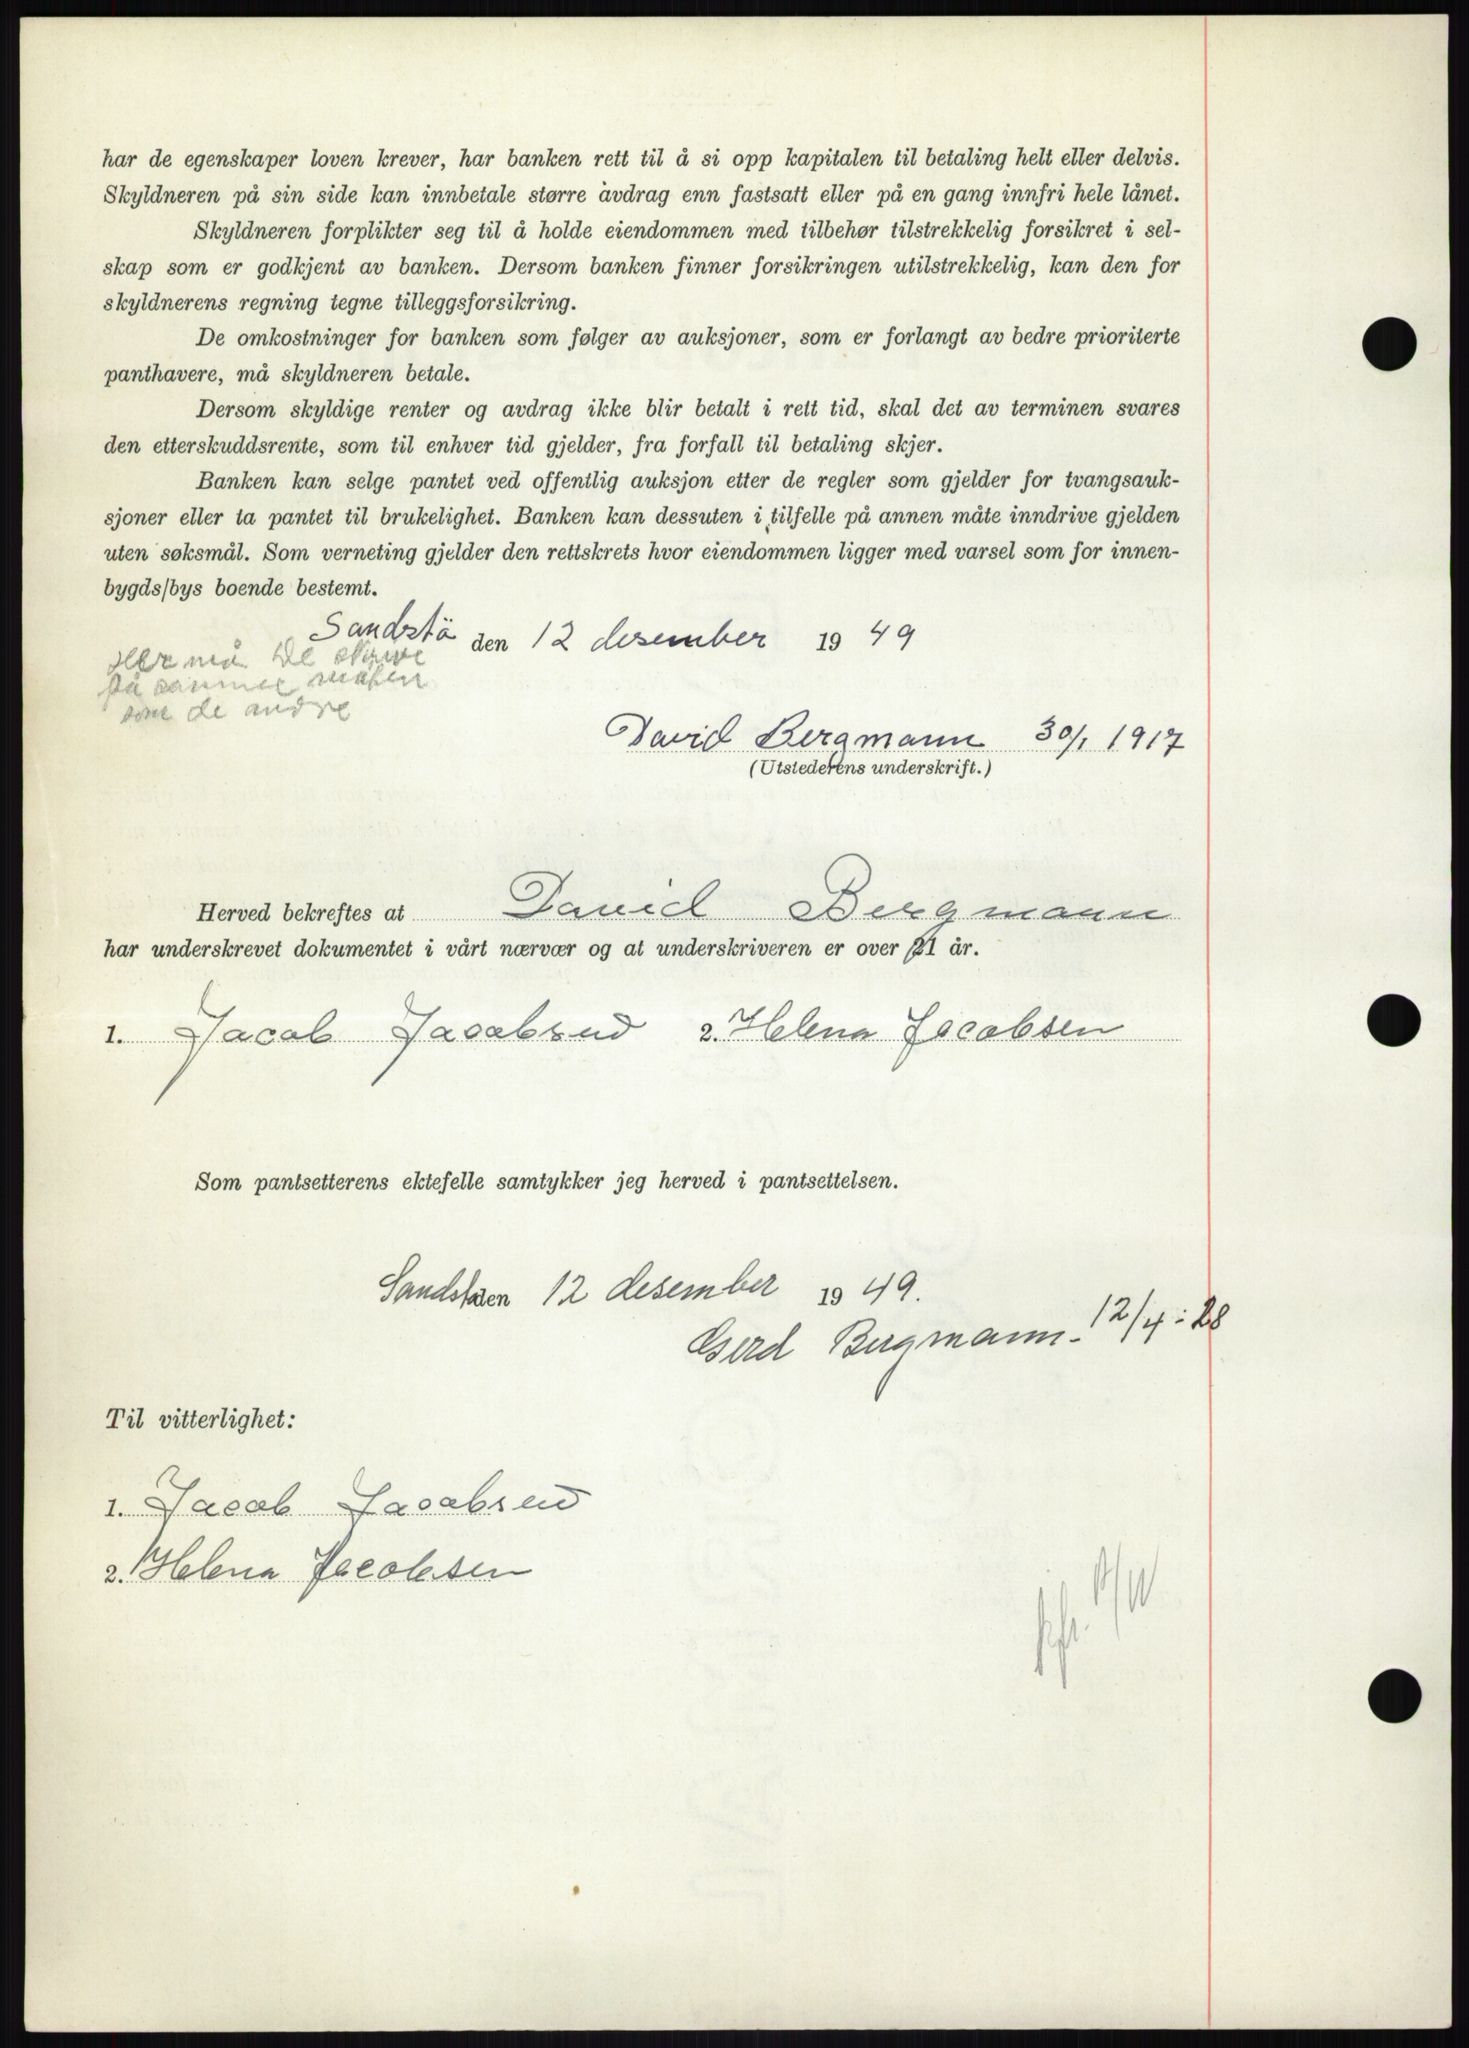 har de egenskaper loven krever, har banken rett til å si opp kapitalen til betaling helt eller delvis.
Skyldneren på sin side kan innbetale større avdrag enn fastsatt eller på en gang innfri hele lånet.
Skyldneren forplikter seg til å holde eiendommen med tilbehør tilstrekkelig forsikret i sel-
skap som er godkjent av banken. Dersom banken finner forsikringen utilstrekkelig, kan den for
skyldnerens regning tegne tilleggsforsikring.
De omkostninger for banken som følger av auksjoner, som er forlangt av bedre prioriterte
panthavere, må skyldneren betale.
Dersom skyldige renter og avdrag ikke blir betalt i rett tid, skal det av terminen svares
den etterskuddsrente, som til enhver tid gjelder, fra forfall til betaling skjer.
Banken kan selge pantet ved offentlig auksjon etter de regler som gjelder for tvangsauk-
sjoner eller ta pantet til brukelighet. Banken kan dessuten i tilfelle på annen måte inndrive gjelden
uten søksmål. Som verneting gjelder den rettskrets hvor eiendommen ligger med varsel som for innen-
bygds/bys boende bestemt.
Sandstå den 12 desember 1949
Her må De skrive
på samme måten
som de andre
David Bergmann 30/1 1917
(Utstederens underskrift.)
Herved bekreftes at David Bergmann
har underskrevet dokumentet i vårt nærvær og at underskriveren er over 21 år.
1. Jacob Jacobsen 2. Helena Jacobsen
Som pantsetterens ektefelle samtykker jeg herved i pantsettelsen.
den 12 desember 1949.
Gerd Bergmann - 12/4 : 28
Til vitterlighet:
1. Jacob Jacobsen
2. Helena Jacobsen